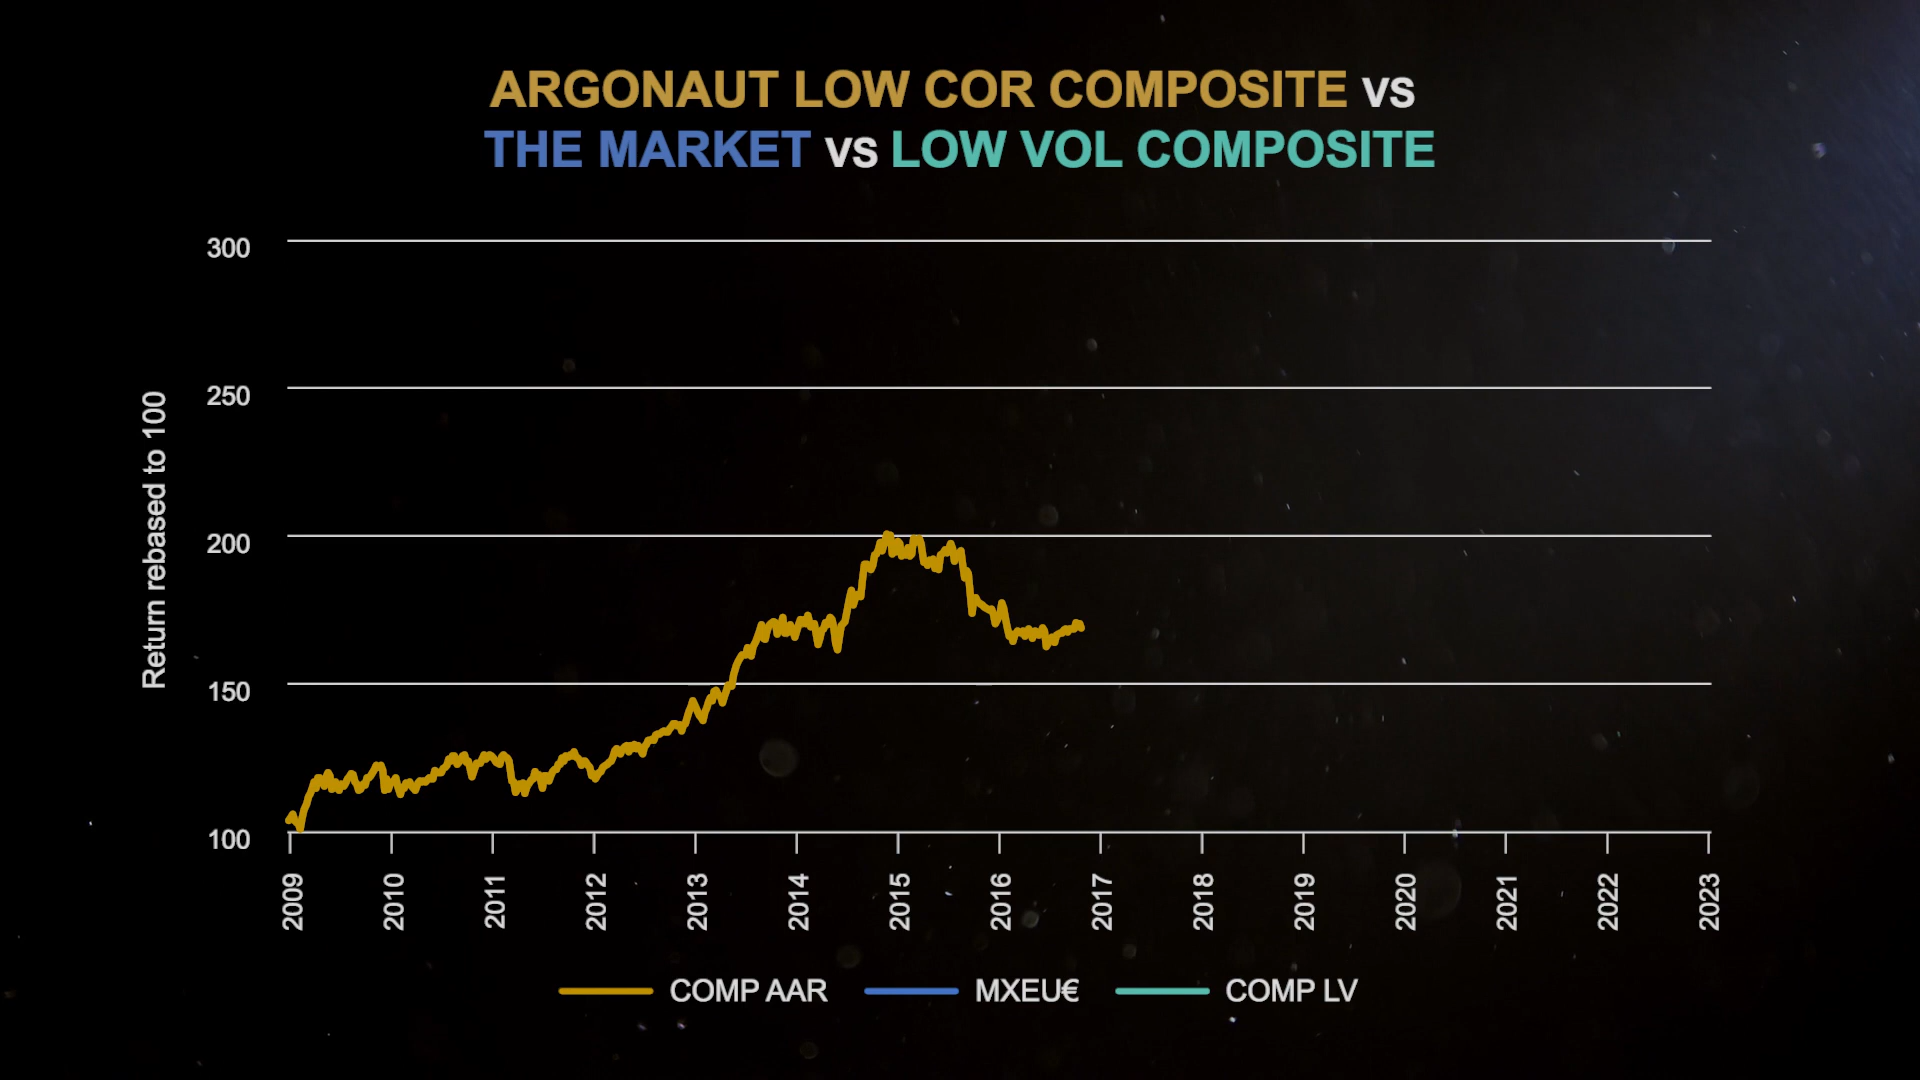 ARGONAUT LOW COR COMPOSITE VS
THE MARKET VS LOW VOL COMPOSITE
Return rebased to 100
300
250
200
150
100
2009 2010 2011 2012 2013 2014 2015 2016 2017 2018 2019 2020 2021 2022 2023
COMP AAR MXEU€ COMP LV